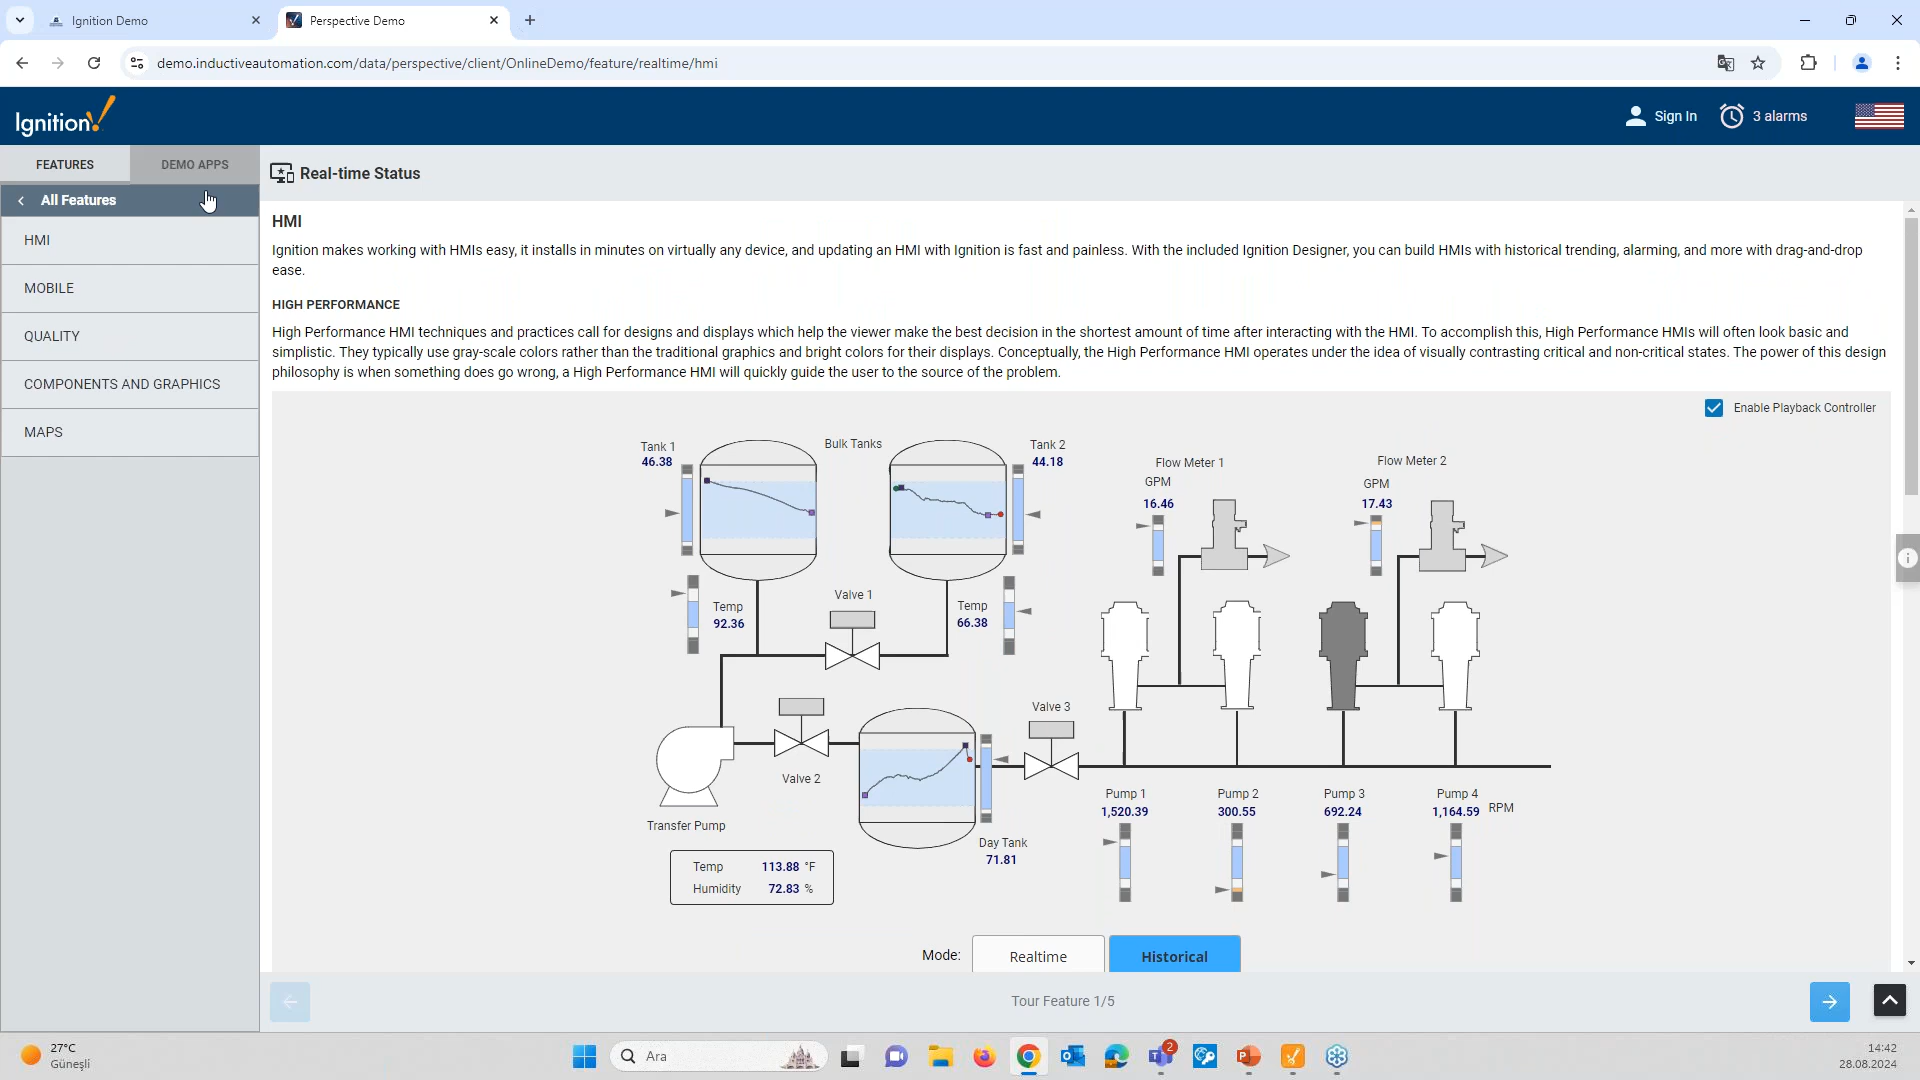 Ignition Demo
Perspective Demo
demo.inductiveautomation.com/data/perspective/client/OnlineDemo/feature/realtime/hmi
Ignition!
Sign In
3 alarms
FEATURES
DEMO APPS
All Features
HMI
MOBILE
QUALITY
COMPONENTS AND GRAPHICS
MAPS
Real-time Status
HMI
Ignition makes working with HMIs easy, it installs in minutes on virtually any device, and updating an HMI with Ignition is fast and painless. With the included Ignition Designer, you can build HMIs with historical trending, alarming, and more with drag-and-drop
ease.
HIGH PERFORMANCE
High Performance HMI techniques and practices call for designs and displays which help the viewer make the best decision in the shortest amount of time after interacting with the HMI. To accomplish this, High Performance HMIs will often look basic and
simplistic. They typically use gray-scale colors rather than the traditional graphics and bright colors for their displays. Conceptually, the High Performance HMI operates under the idea of visually contrasting critical and non-critical states. The power of this design
philosophy is when something does go wrong, a High Performance HMI will quickly guide the user to the source of the problem.
Enable Playback Controller
Tank 1
46.38
Bulk Tanks
Tank 2
44.18
Flow Meter 1
GPM
16.46
Flow Meter 2
GPM
17.43
Temp
92.36
Valve 1
Temp
66.38
Valve 2
Valve 3
Transfer Pump
Day Tank
71.81
Temp 113.88 °F
Humidity 72.83 %
Pump 1
1,520.39
Pump 2
300.55
Pump 3
692.24
Pump 4
1,164.59 RPM
Mode:
Realtime
Historical
Tour Feature 1/5
27°C
Güneşli
Ara
2
14:42
28.08.2024